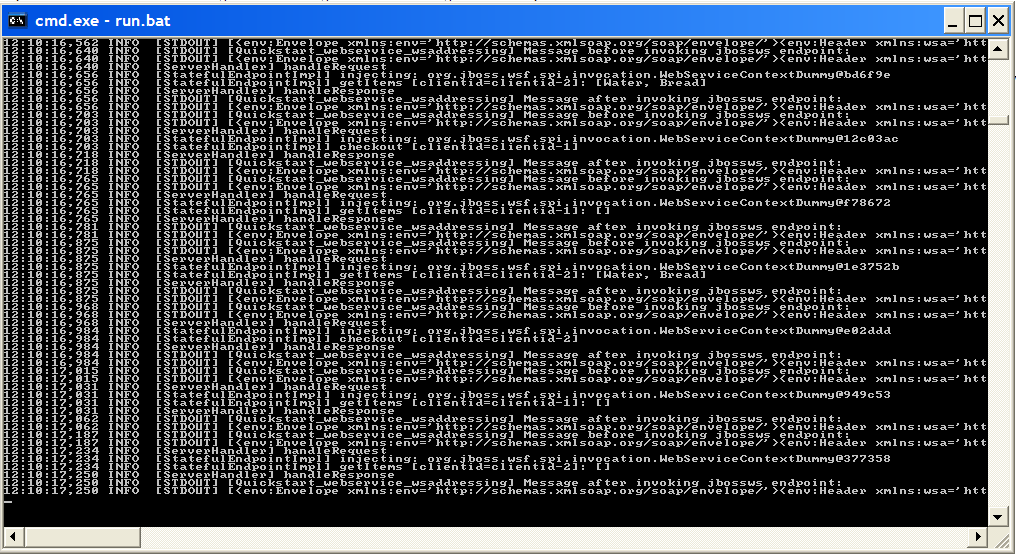 cmd.exe - run.bat
12:10:16,562 INFO [STDOUT] [<env:Envelope xmlns:env='http://schemas.xmlsoap.org/soap/envelope/'><env:Header xmlns:wsa='htt
12:10:16,640 INFO [STDOUT] [Quickstart_webservice_wsaddressing] Message before invoking jbossws endpoint:
12:10:16,640 INFO [STDOUT] [<env:Envelope xmlns:env='http://schemas.xmlsoap.org/soap/envelope/'><env:Header xmlns:wsa='htt
12:10:16,640 INFO [ServerHandler] handleRequest
12:10:16,656 INFO [StatefulEndpointImpl] injecting: org.jboss.wsf.spi.invocation.WebServiceContextDummy@bd6f9e
12:10:16,656 INFO [StatefulEndpointImpl] getItems [clientid=clientid-2]: [Water, Bread]
12:10:16,656 INFO [ServerHandler] handleResponse
12:10:16,656 INFO [STDOUT] [Quickstart_webservice_wsaddressing] Message after invoking jbossws endpoint:
12:10:16,656 INFO [STDOUT] [<env:Envelope xmlns:env='http://schemas.xmlsoap.org/soap/envelope/'><env:Header xmlns:wsa='htt
12:10:16,703 INFO [STDOUT] [Quickstart_webservice_wsaddressing] Message before invoking jbossws endpoint:
12:10:16,703 INFO [STDOUT] [<env:Envelope xmlns:env='http://schemas.xmlsoap.org/soap/envelope/'><env:Header xmlns:wsa='htt
12:10:16,703 INFO [ServerHandler] handleRequest
12:10:16,703 INFO [StatefulEndpointImpl] injecting: org.jboss.wsf.spi.invocation.WebServiceContextDummy@12c03ac
12:10:16,703 INFO [StatefulEndpointImpl] checkout [clientid=clientid-1]
12:10:16,718 INFO [ServerHandler] handleResponse
12:10:16,718 INFO [STDOUT] [Quickstart_webservice_wsaddressing] Message after invoking jbossws endpoint:
12:10:16,718 INFO [STDOUT] [<env:Envelope xmlns:env='http://schemas.xmlsoap.org/soap/envelope/'><env:Header xmlns:wsa='htt
12:10:16,765 INFO [STDOUT] [Quickstart_webservice_wsaddressing] Message before invoking jbossws endpoint:
12:10:16,765 INFO [STDOUT] [<env:Envelope xmlns:env='http://schemas.xmlsoap.org/soap/envelope/'><env:Header xmlns:wsa='htt
12:10:16,765 INFO [ServerHandler] handleRequest
12:10:16,765 INFO [StatefulEndpointImpl] injecting: org.jboss.wsf.spi.invocation.WebServiceContextDummy@f78672
12:10:16,765 INFO [StatefulEndpointImpl] getItems [clientid=clientid-1]: []
12:10:16,765 INFO [ServerHandler] handleResponse
12:10:16,781 INFO [STDOUT] [Quickstart_webservice_wsaddressing] Message after invoking jbossws endpoint:
12:10:16,781 INFO [STDOUT] [<env:Envelope xmlns:env='http://schemas.xmlsoap.org/soap/envelope/'><env:Header xmlns:wsa='htt
12:10:16,875 INFO [STDOUT] [Quickstart_webservice_wsaddressing] Message before invoking jbossws endpoint:
12:10:16,875 INFO [STDOUT] [<env:Envelope xmlns:env='http://schemas.xmlsoap.org/soap/envelope/'><env:Header xmlns:wsa='htt
12:10:16,875 INFO [ServerHandler] handleRequest
12:10:16,875 INFO [StatefulEndpointImpl] injecting: org.jboss.wsf.spi.invocation.WebServiceContextDummy@1e3752b
12:10:16,875 INFO [StatefulEndpointImpl] getItems [clientid=clientid-2]: [Water, Bread]
12:10:16,875 INFO [ServerHandler] handleResponse
12:10:16,875 INFO [STDOUT] [Quickstart_webservice_wsaddressing] Message after invoking jbossws endpoint:
12:10:16,875 INFO [STDOUT] [<env:Envelope xmlns:env='http://schemas.xmlsoap.org/soap/envelope/'><env:Header xmlns:wsa='htt
12:10:16,968 INFO [STDOUT] [Quickstart_webservice_wsaddressing] Message before invoking jbossws endpoint:
12:10:16,968 INFO [STDOUT] [<env:Envelope xmlns:env='http://schemas.xmlsoap.org/soap/envelope/'><env:Header xmlns:wsa='htt
12:10:16,968 INFO [ServerHandler] handleRequest
12:10:16,984 INFO [StatefulEndpointImpl] injecting: org.jboss.wsf.spi.invocation.WebServiceContextDummy@e02ddd
12:10:16,984 INFO [StatefulEndpointImpl] checkout [clientid=clientid-2]
12:10:16,984 INFO [ServerHandler] handleResponse
12:10:16,984 INFO [STDOUT] [Quickstart_webservice_wsaddressing] Message after invoking jbossws endpoint:
12:10:16,984 INFO [STDOUT] [<env:Envelope xmlns:env='http://schemas.xmlsoap.org/soap/envelope/'><env:Header xmlns:wsa='htt
12:10:17,015 INFO [STDOUT] [Quickstart_webservice_wsaddressing] Message before invoking jbossws endpoint:
12:10:17,015 INFO [STDOUT] [<env:Envelope xmlns:env='http://schemas.xmlsoap.org/soap/envelope/'><env:Header xmlns:wsa='htt
12:10:17,031 INFO [ServerHandler] handleRequest
12:10:17,031 INFO [StatefulEndpointImpl] injecting: org.jboss.wsf.spi.invocation.WebServiceContextDummy@949c53
12:10:17,031 INFO [StatefulEndpointImpl] getItems [clientid=clientid-1]: []
12:10:17,031 INFO [ServerHandler] handleResponse
12:10:17,062 INFO [STDOUT] [Quickstart_webservice_wsaddressing] Message after invoking jbossws endpoint:
12:10:17,062 INFO [STDOUT] [<env:Envelope xmlns:env='http://schemas.xmlsoap.org/soap/envelope/'><env:Header xmlns:wsa='htt
12:10:17,187 INFO [STDOUT] [Quickstart_webservice_wsaddressing] Message before invoking jbossws endpoint:
12:10:17,187 INFO [STDOUT] [<env:Envelope xmlns:env='http://schemas.xmlsoap.org/soap/envelope/'><env:Header xmlns:wsa='htt
12:10:17,234 INFO [ServerHandler] handleRequest
12:10:17,234 INFO [StatefulEndpointImpl] injecting: org.jboss.wsf.spi.invocation.WebServiceContextDummy@377358
12:10:17,234 INFO [StatefulEndpointImpl] getItems [clientid=clientid-2]: []
12:10:17,250 INFO [ServerHandler] handleResponse
12:10:17,250 INFO [STDOUT] [Quickstart_webservice_wsaddressing] Message after invoking jbossws endpoint:
12:10:17,250 INFO [STDOUT] [<env:Envelope xmlns:env='http://schemas.xmlsoap.org/soap/envelope/'><env:Header xmlns:wsa='htt